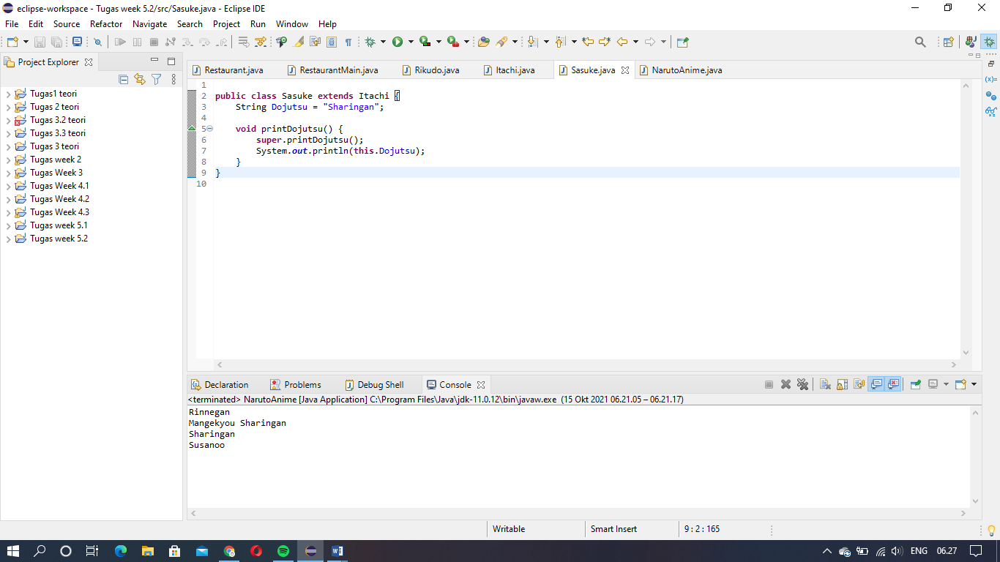 eclipse-workspace - Tugas week 5.2/src/Sasuke.java - Eclipse IDE
File Edit Source Refactor Navigate Search Project Run Window Help
Project Explorer
Tugas1 teori
Tugas 2 teori
Tugas 3.2 teori
Tugas 3.3 teori
Tugas 3 teori
Tugas week 2
Tugas Week 3
Tugas Week 4.1
Tugas Week 4.2
Tugas Week 4.3
Tugas week 5.1
Tugas week 5.2
Restaurant.java RestaurantMain.java Rikudo.java Itachi.java Sasuke.java NarutoAnime.java
1
2 public class Sasuke extends Itachi {
3 String Dojutsu = "Sharingan";
4
5 void printDojutsu() {
6 super.printDojutsu();
7 System.out.println(this.Dojutsu);
8 }
9 }
10
Declaration Problems Debug Shell Console
<terminated> NarutoAnime [Java Application] C:\Program Files\Java\jdk-11.0.12\bin\javaw.exe (15 Okt 2021 06.21.05 – 06.21.17)
Rinnegan
Mangekyou Sharingan
Sharingan
Susanoo
Writable Smart Insert 9 : 2 : 165
ENG 06.27